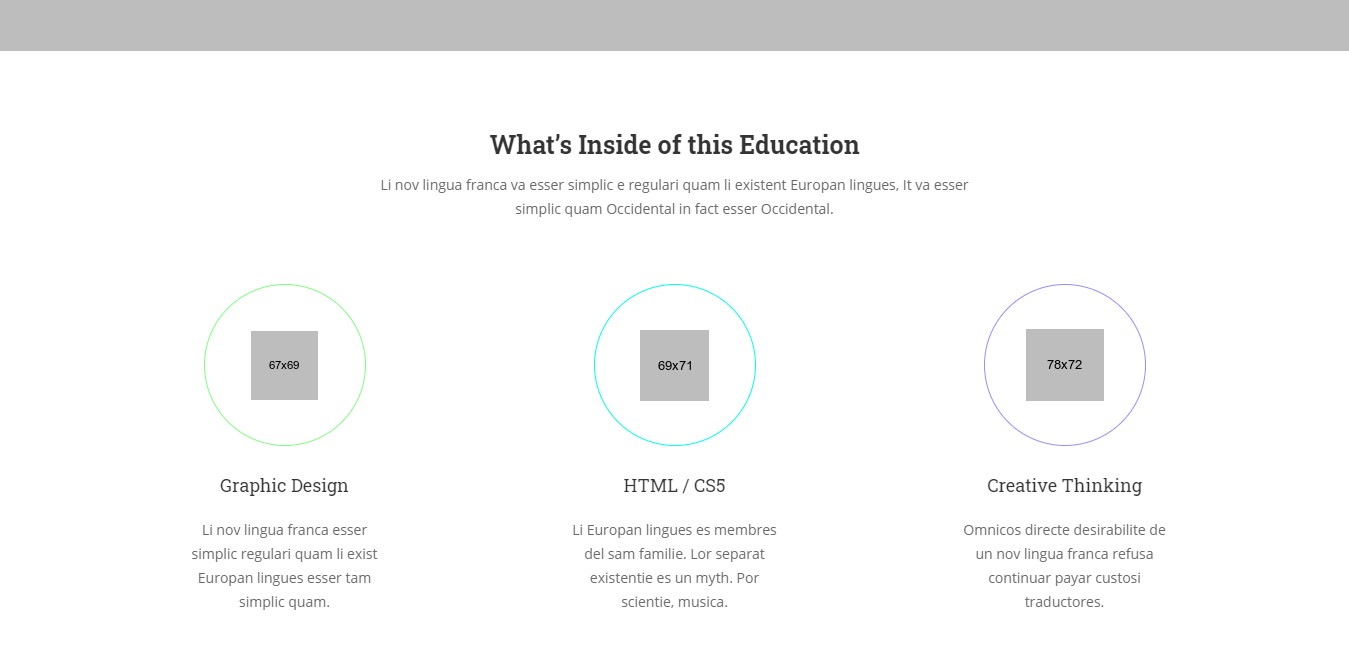 What’s Inside of this Education
Li nov lingua franca va esser simplic e regulari quam li existent Europan lingues, It va esser
simplic quam Occidental in fact esser Occidental.
67x69
69x71
78x72
Graphic Design
Li nov lingua franca esser
simplic regulari quam li exist
Europan lingues esser tam
simplic quam.
HTML / CS5
Li Europan lingues es membres
del sam familie. Lor separat
existentie es un myth. Por
scientie, musica.
Creative Thinking
Omnicos directe desirabilite de
un nov lingua franca refusa
continuar payar custosi
traductores.